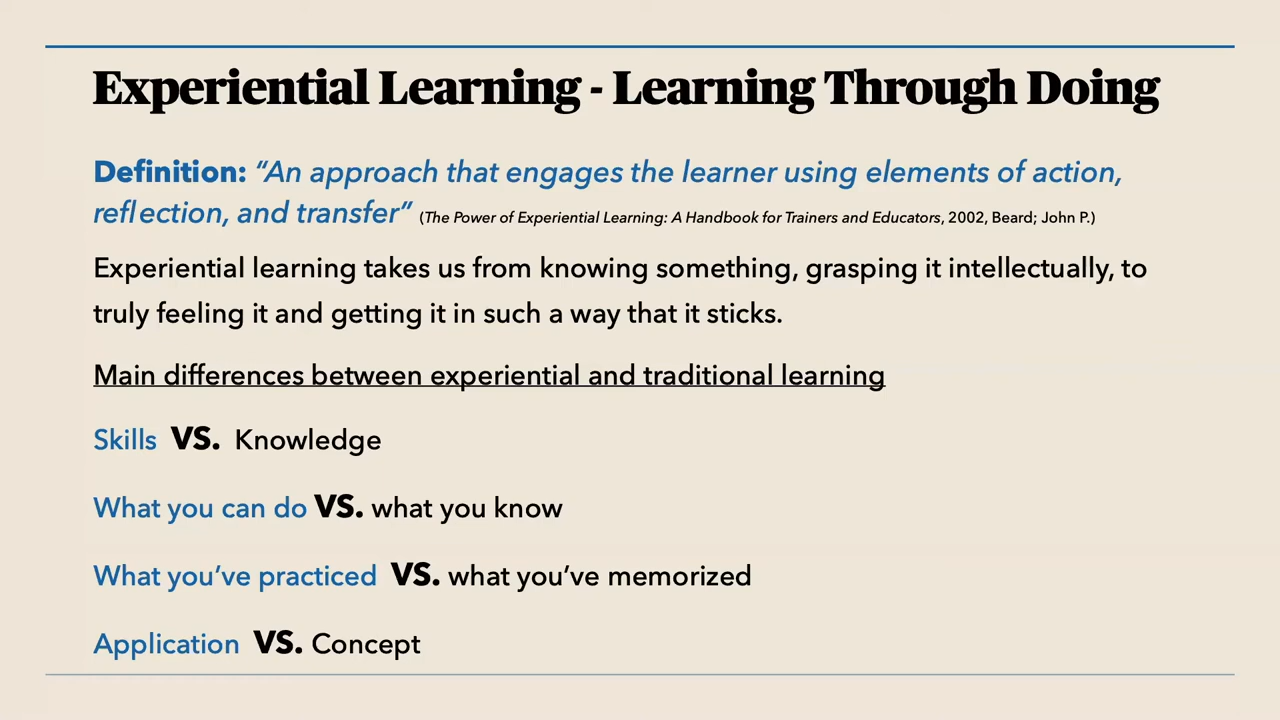 Experiential Learning - Learning Through Doing
Definition: “An approach that engages the learner using elements of action,
reflection, and transfer” (The Power of Experiential Learning: A Handbook for Trainers and Educators, 2002, Beard; John P.)
Experiential learning takes us from knowing something, grasping it intellectually, to
truly feeling it and getting it in such a way that it sticks.
Main differences between experiential and traditional learning
Skills VS. Knowledge
What you can do VS. what you know
What you’ve practiced VS. what you’ve memorized
Application VS. Concept